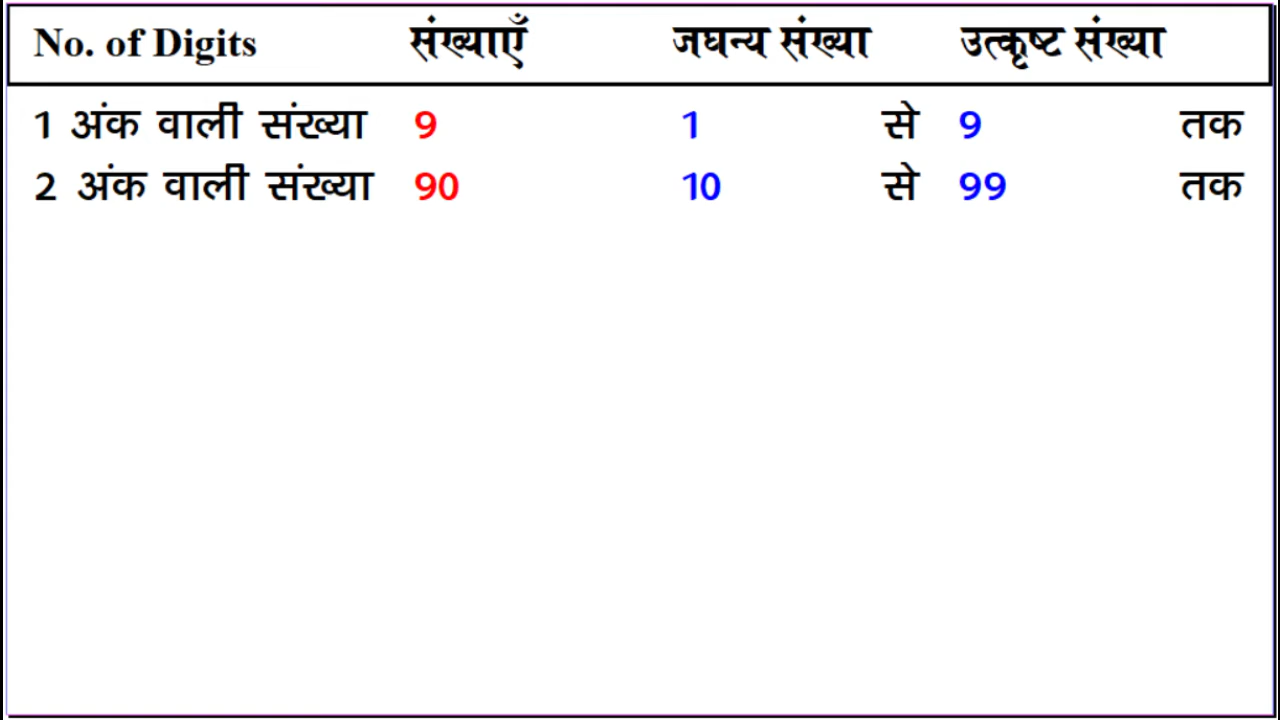 No. of Digits संख्याएँ जघन्य संख्या उत्कृष्ट संख्या
1 अंक वाली संख्या 9 1 से 9 तक
2 अंक वाली संख्या 90 10 से 99 तक